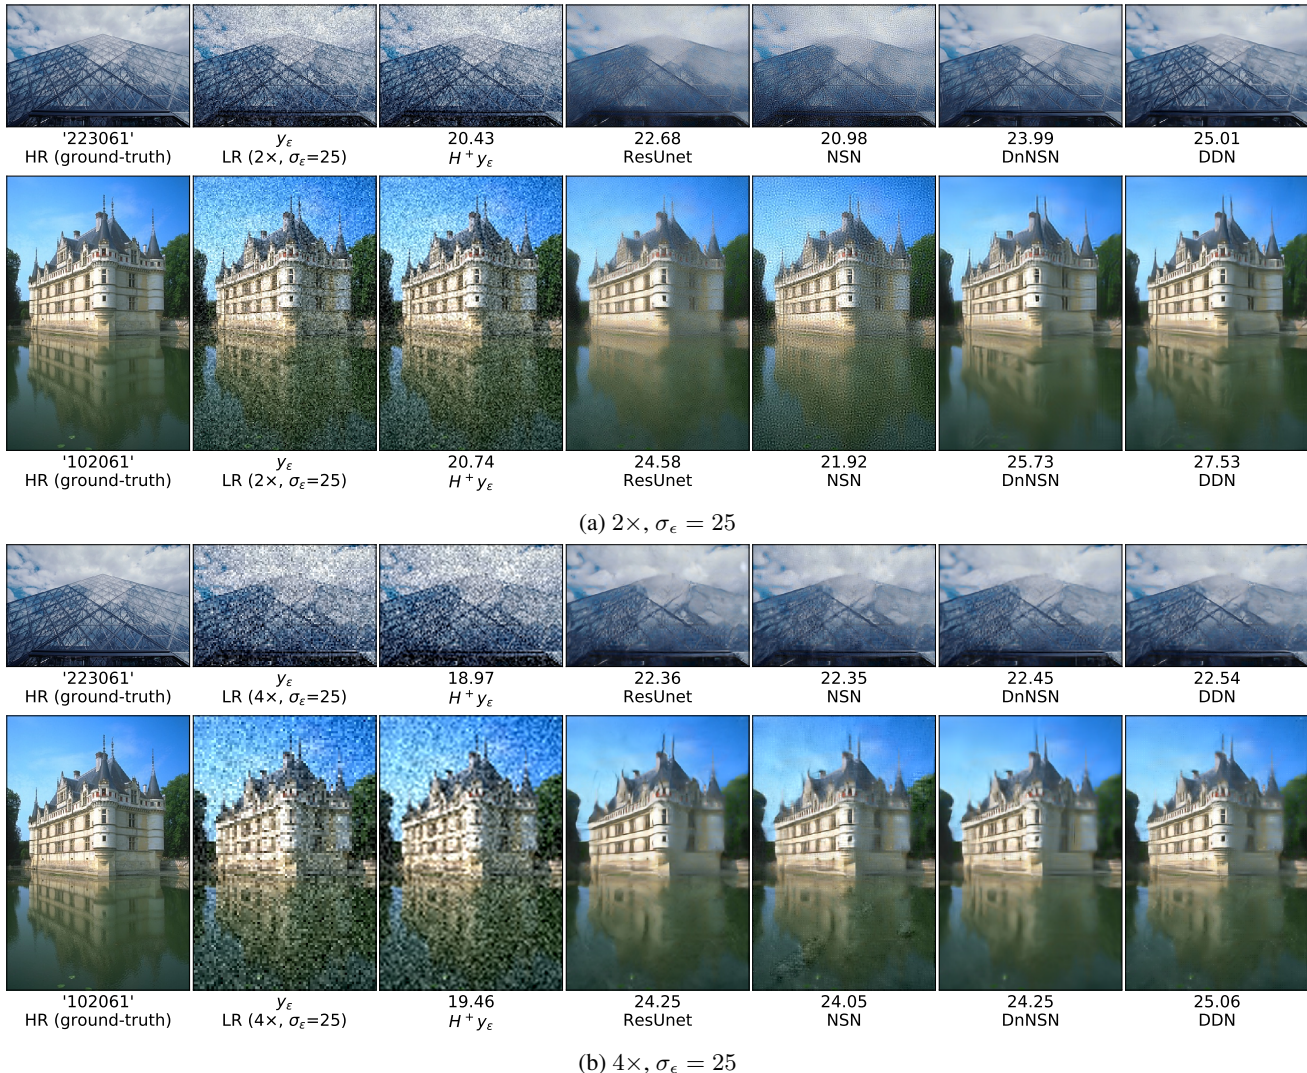 '223061' yε 20.43 22.68 20.98 23.99 25.01
HR (ground-truth) LR (2×, σε=25) H⁺yε ResUnet NSN DnNSN DDN
'102061' yε 20.74 24.58 21.92 25.73 27.53
HR (ground-truth) LR (2×, σε=25) H⁺yε ResUnet NSN DnNSN DDN
(a) 2×, σϵ = 25
'223061' yε 18.97 22.36 22.35 22.45 22.54
HR (ground-truth) LR (4×, σε=25) H⁺yε ResUnet NSN DnNSN DDN
'102061' yε 19.46 24.25 24.05 24.25 25.06
HR (ground-truth) LR (4×, σε=25) H⁺yε ResUnet NSN DnNSN DDN
(b) 4×, σϵ = 25